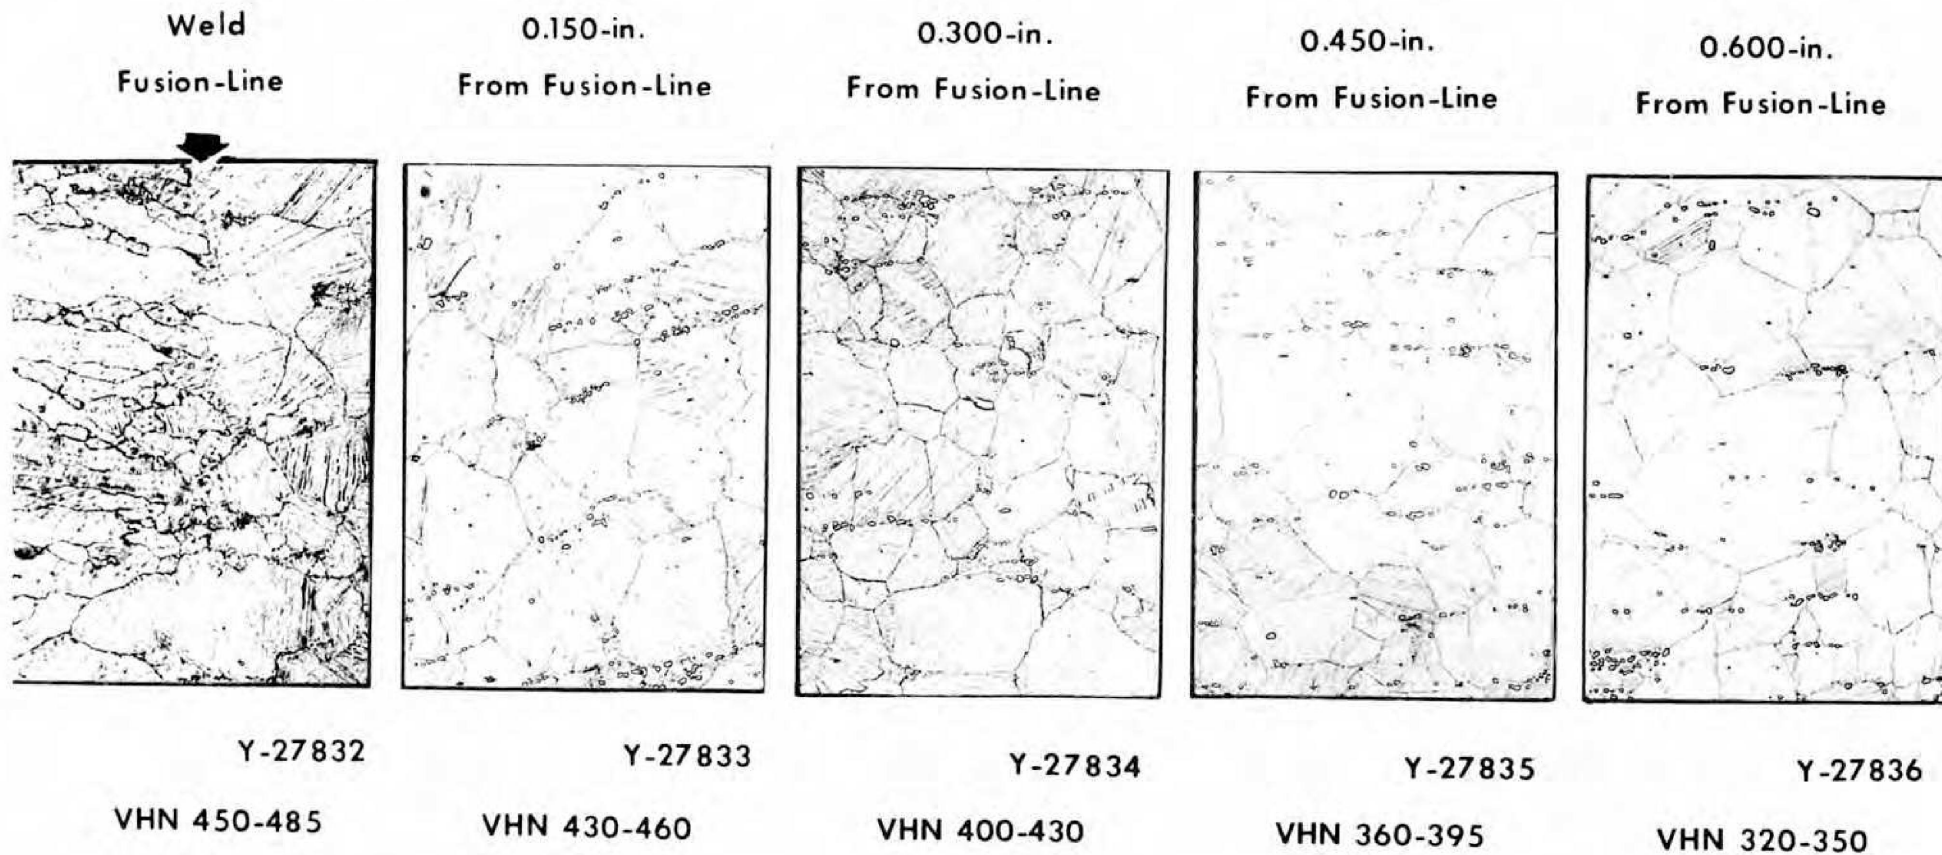 Weld
Fusion-Line
0.150-in.
From Fusion-Line
0.300-in.
From Fusion-Line
0.450-in.
From Fusion-Line
0.600-in.
From Fusion-Line
Y-27832
Y-27833
Y-27834
Y-27835
Y-27836
VHN 450-485
VHN 430-460
VHN 400-430
VHN 360-395
VHN 320-350